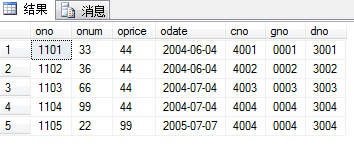 结果 消息
ono onum oprice odate cno gno dno
1 1101 33 44 2004-06-04 4001 0001 3001
2 1102 36 44 2004-06-04 4002 0002 3002
3 1103 66 44 2004-07-04 4003 0003 3001
4 1104 99 44 2004-07-04 4004 0003 3004
5 1105 22 99 2005-07-07 4004 0004 3004